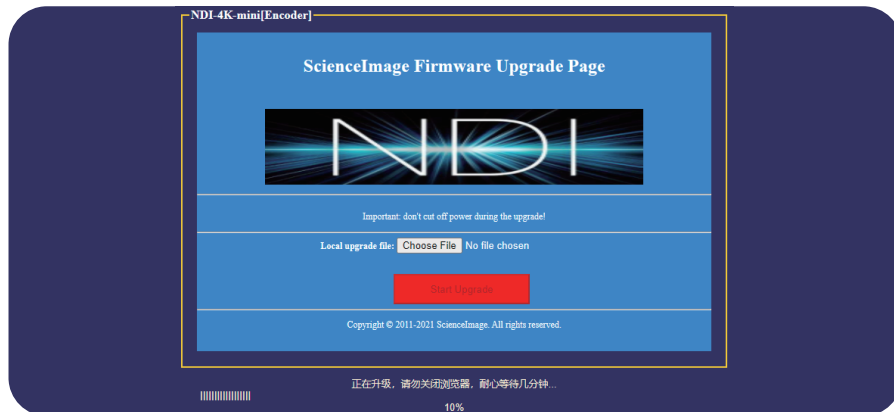 NDI-4K-mini[Encoder]
ScienceImage Firmware Upgrade Page
NDI
Important: don't cut off power during the upgrade!
Local upgrade file: Choose File No file chosen
Start Upgrade
Copyright © 2011-2021 ScienceImage. All rights reserved.
正在升级，请勿关闭浏览器，耐心等待几分钟...
10%